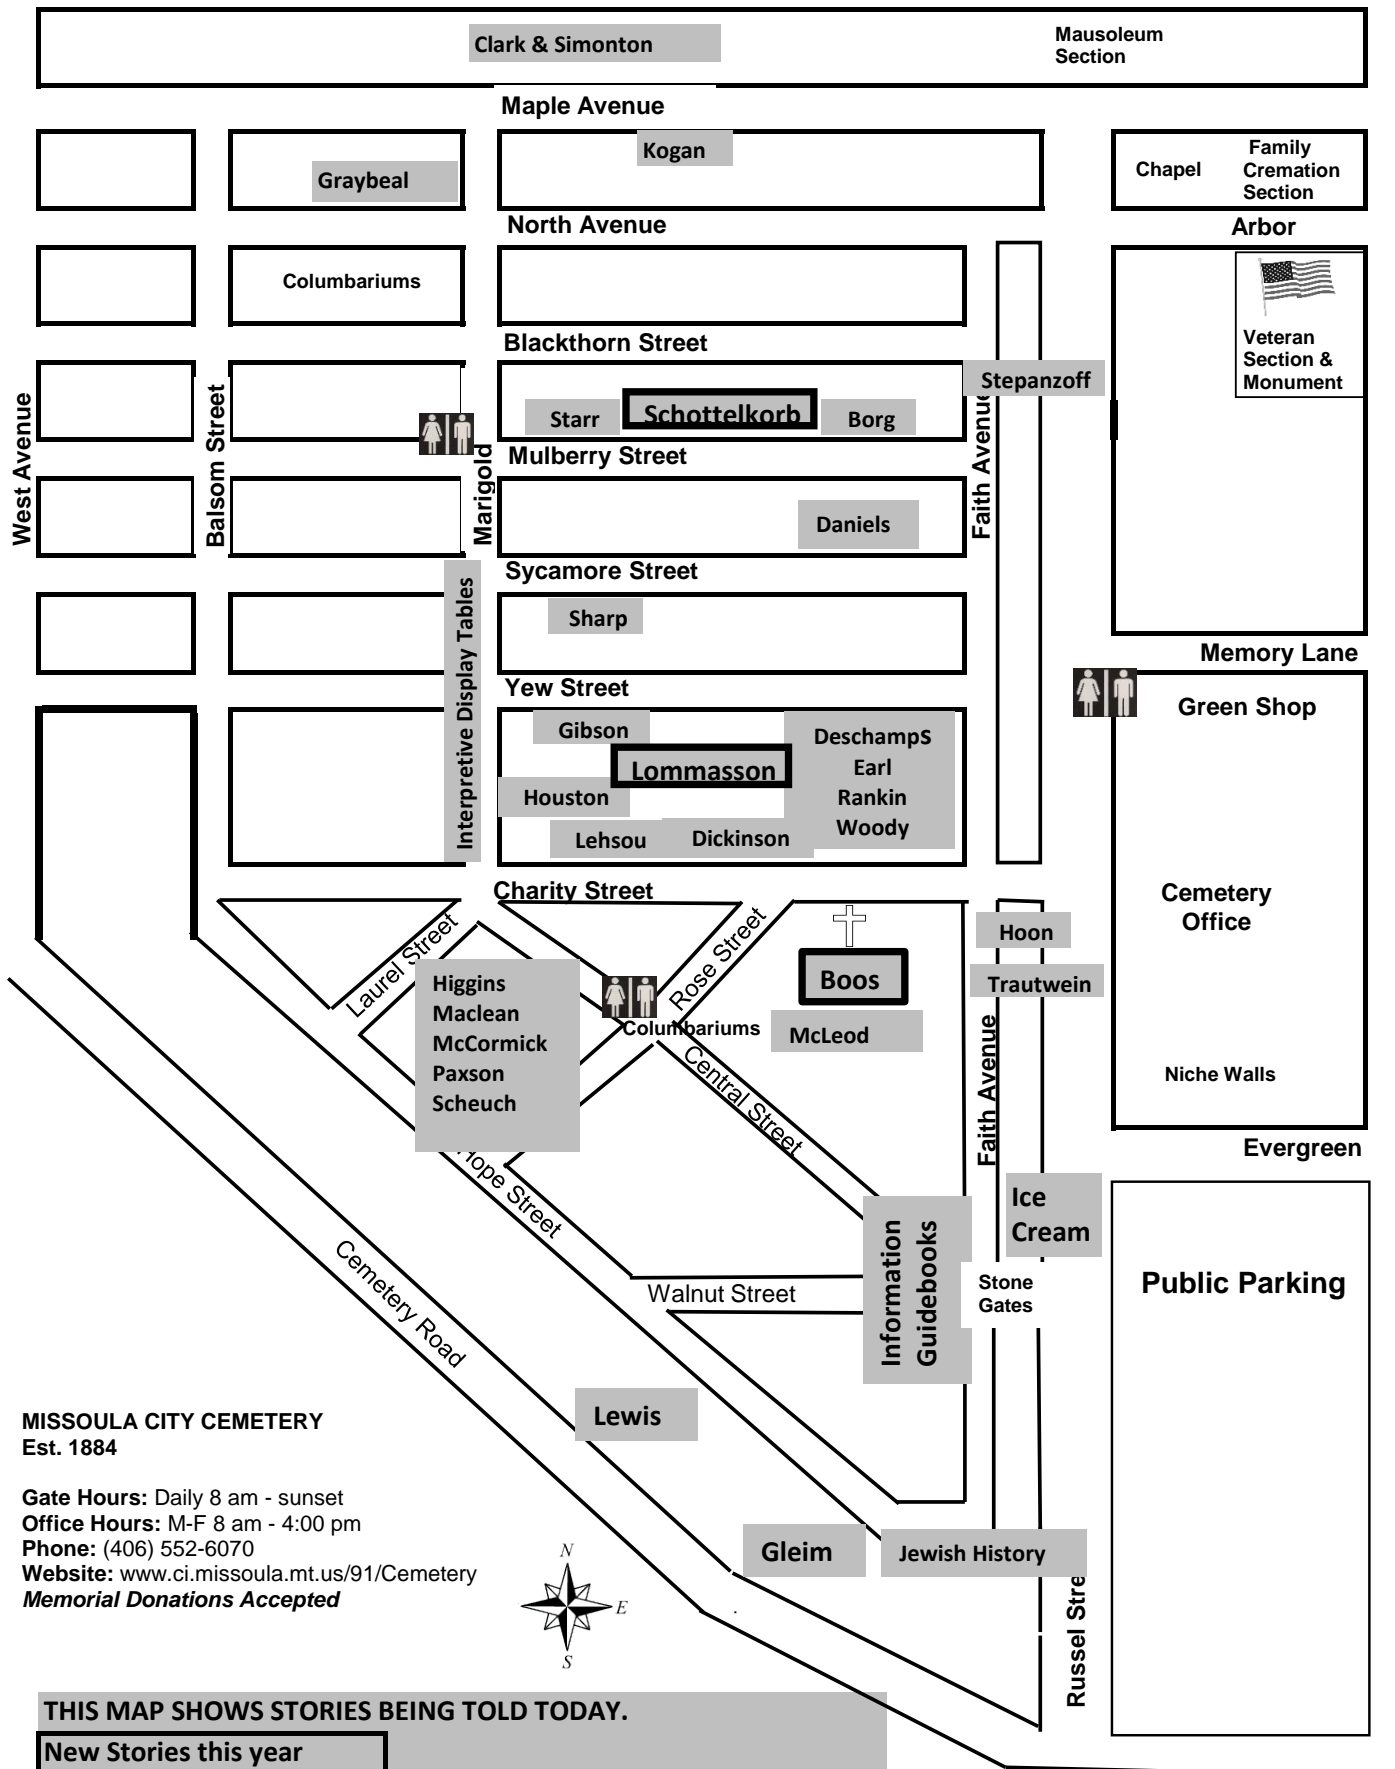 Clark & Simonton
Mausoleum
Section
Maple Avenue
Kogan
Graybeal
Chapel
Family
Cremation
Section
North Avenue
Arbor
Columbariums
Veteran
Section &
Monument
Blackthorn Street
Stepanzoff
Starr
Schottelkorb
Borg
West Avenue
Balsom Street
Marigold
Faith Avenue
Mulberry Street
Daniels
Sycamore Street
Interpretive Display Tables
Sharp
Memory Lane
Yew Street
Green Shop
Gibson
Lommasson
Houston
Lehsou
Dickinson
Deschamps
Earl
Rankin
Woody
Charity Street
Cemetery
Office
Laurel Street
Rose Street
Hoon
Boos
Trautwein
Higgins
Maclean
McCormick
Paxson
Scheuch
Columbariums
McLeod
Central Street
Faith Avenue
Niche Walls
Hope Street
Evergreen
Ice
Cream
Information
Guidebooks
Cemetery Road
Walnut Street
Stone
Gates
Public Parking
Lewis
MISSOULA CITY CEMETERY
Est. 1884
Gate Hours: Daily 8 am - sunset
Office Hours: M-F 8 am - 4:00 pm
Phone: (406) 552-6070
Website: www.ci.missoula.mt.us/91/Cemetery
Memorial Donations Accepted
N
E
S
Gleim
Jewish History
Russel Stre
THIS MAP SHOWS STORIES BEING TOLD TODAY.
New Stories this year